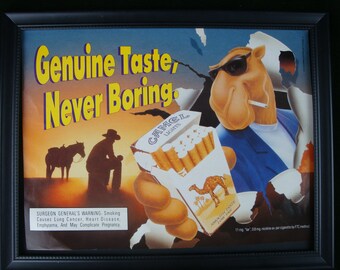 Genuine Taste,
Never Boring.
CAMEL
LIGHTS
SURGEON GENERAL'S WARNING: Smoking
Causes Lung Cancer, Heart Disease,
Emphysema, And May Complicate Pregnancy.